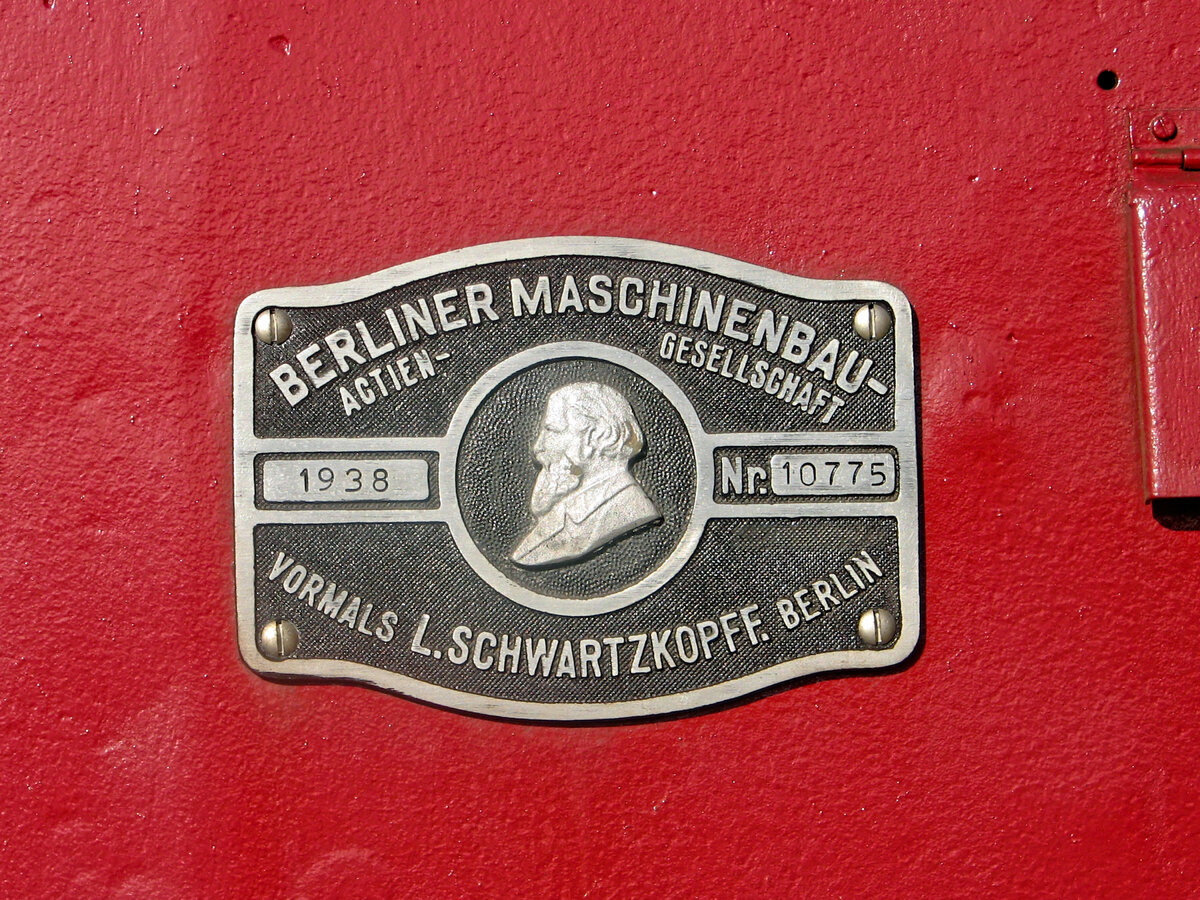 BERLINER MASCHINENBAU-
ACTIEN- GESELLSCHAFT
1938 Nr. 10775
VORMALS L. SCHWARTZKOPFF. BERLIN